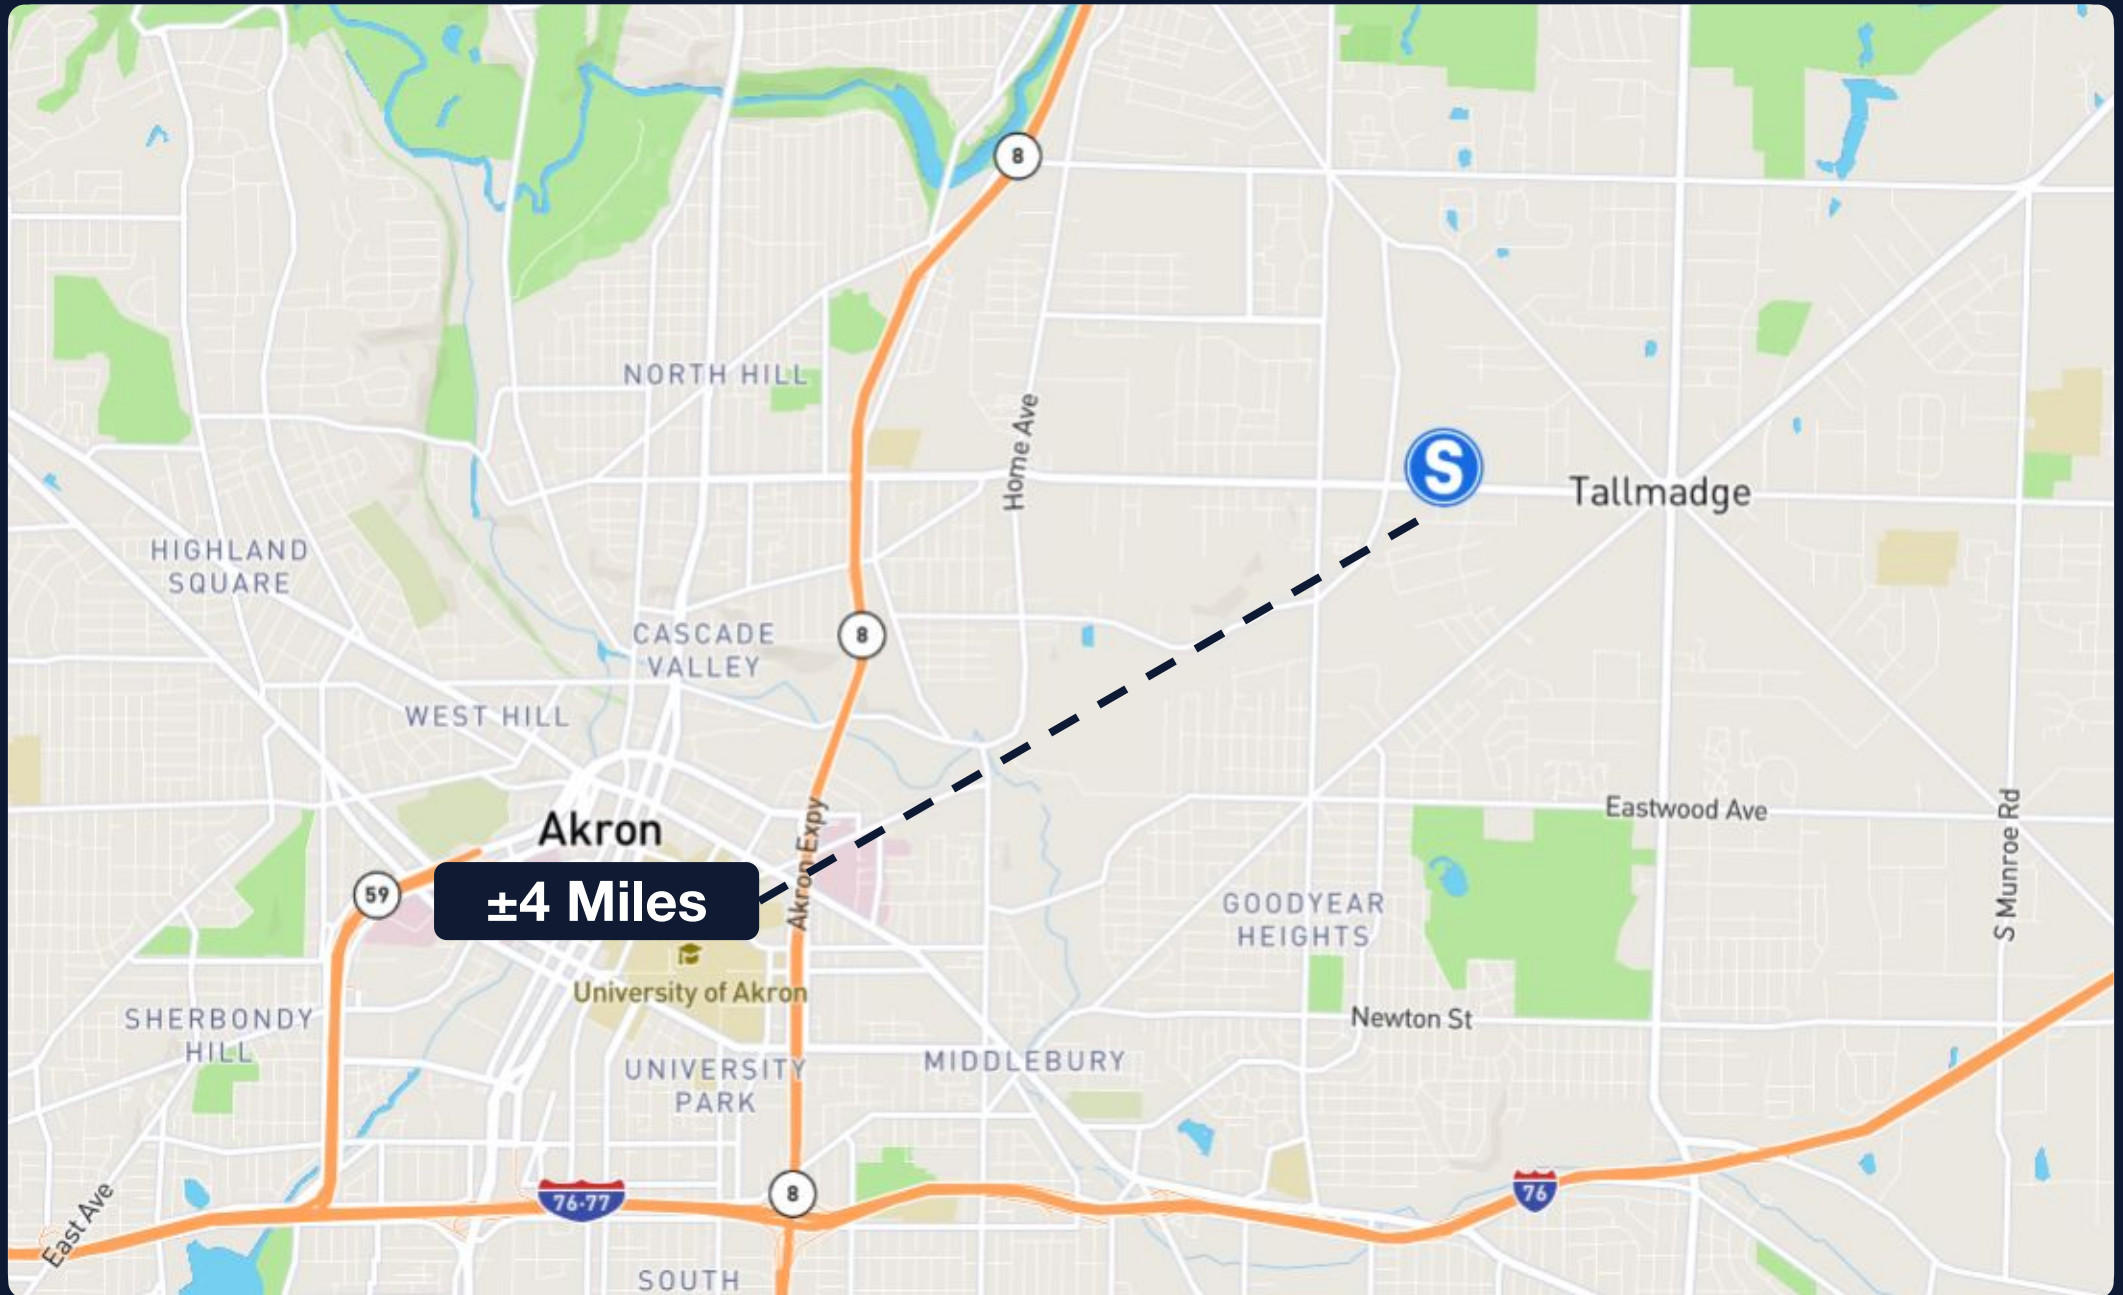 8
NORTH HILL
Home Ave
S
Tallmadge
HIGHLAND
SQUARE
CASCADE
VALLEY
8
WEST HILL
Akron
Akron Expy
Eastwood Ave
S Munroe Rd
59
±4 Miles
GOODYEAR
HEIGHTS
University of Akron
SHERBONDY
HILL
Newton St
UNIVERSITY
PARK
MIDDLEBURY
East Ave
76-77
8
76
SOUTH